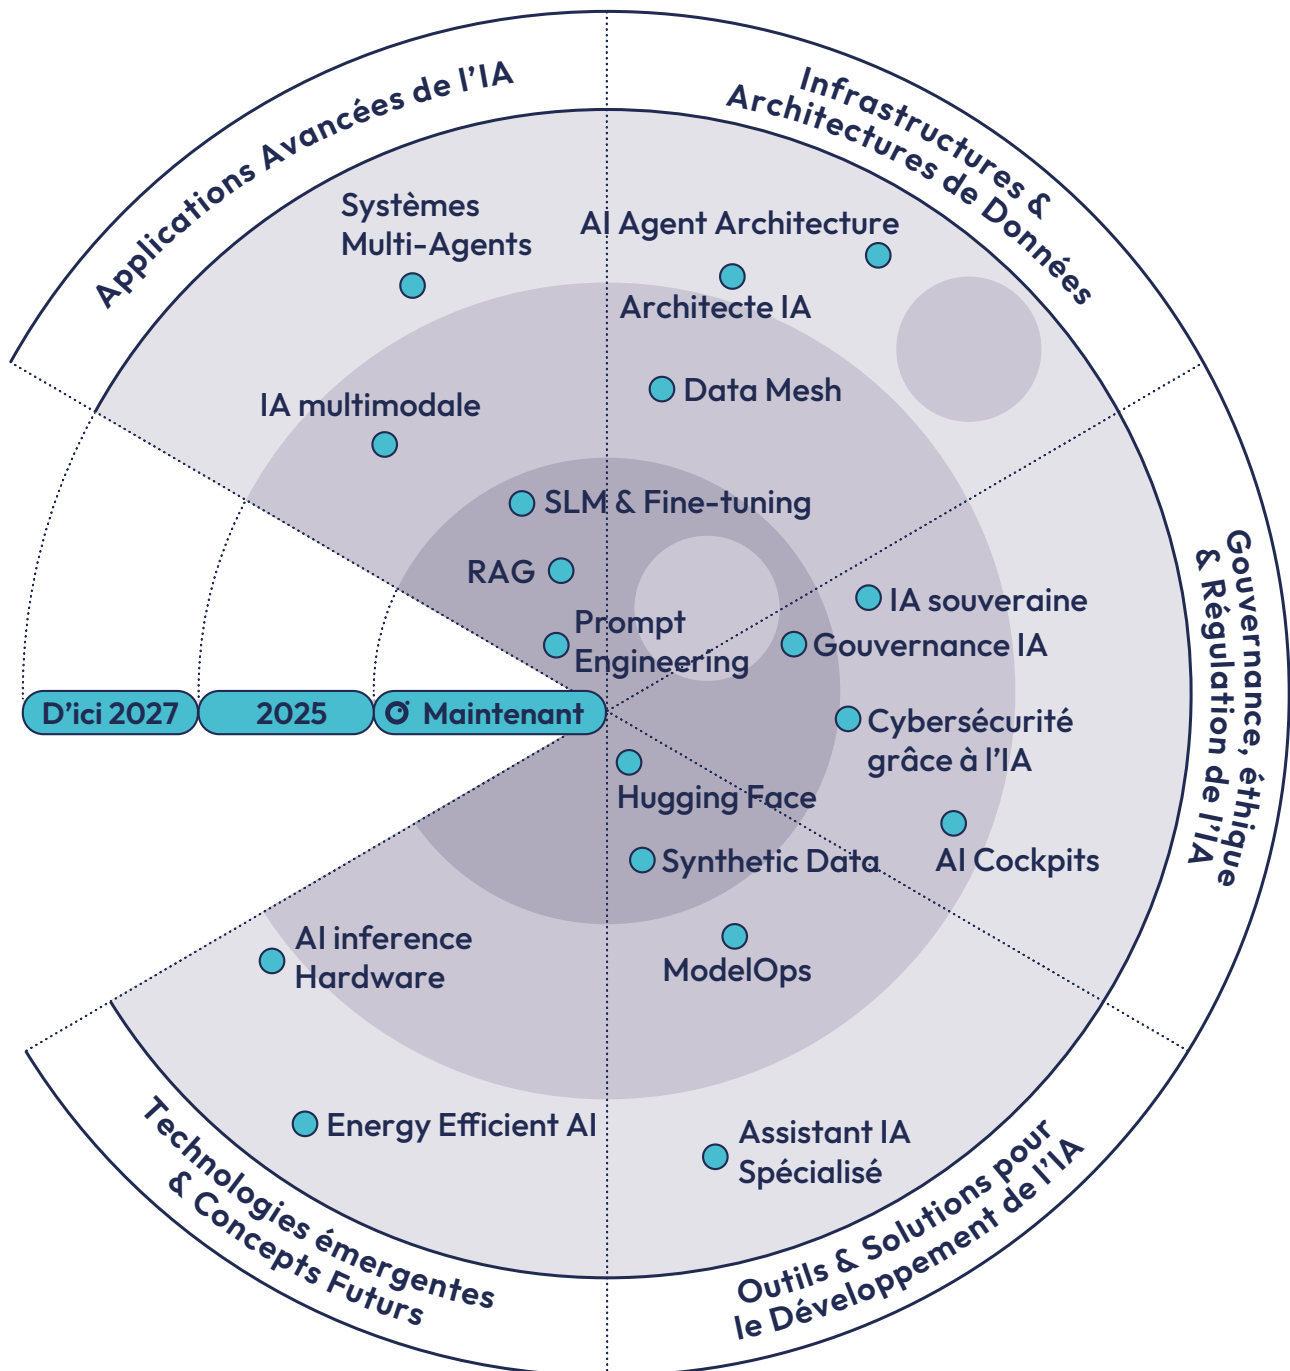 Applications Avancées de l'IA
Infrastructures &
Architectures de Données
Systèmes
Multi-Agents
AI Agent Architecture
Architecte IA
Data Mesh
IA multimodale
SLM & Fine-tuning
RAG
Prompt
Engineering
IA souveraine
Gouvernance IA
Gouvernance, éthique
& Régulation de l'IA
D'ici 2027
2025
Maintenant
Cybersécurité
grâce à l'IA
Hugging Face
AI Cockpits
Synthetic Data
ModelOps
AI inference
Hardware
Energy Efficient AI
Assistant IA
Spécialisé
Technologies émergentes
& Concepts Futurs
Outils & Solutions pour
le Développement de l'IA